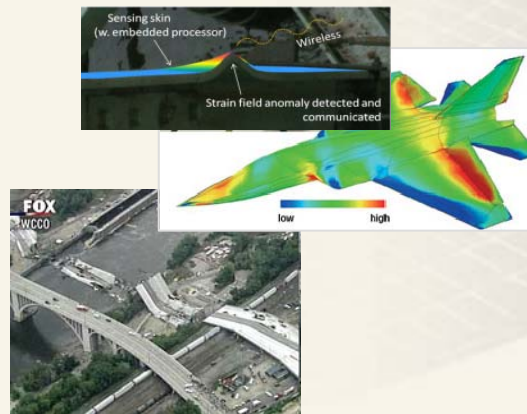 Sensing skin
(w. embedded processor)
Wireless
Strain field anomaly detected and
communicated
low
high
FOX
WCCO